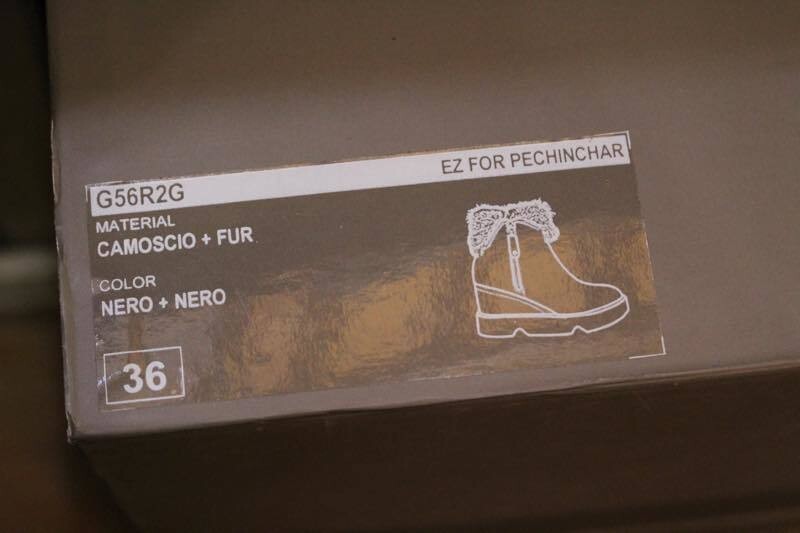 G56R2G
EZ FOR PECHINCHAR
MATERIAL
CAMOSCIO + FUR
COLOR
NERO + NERO
36